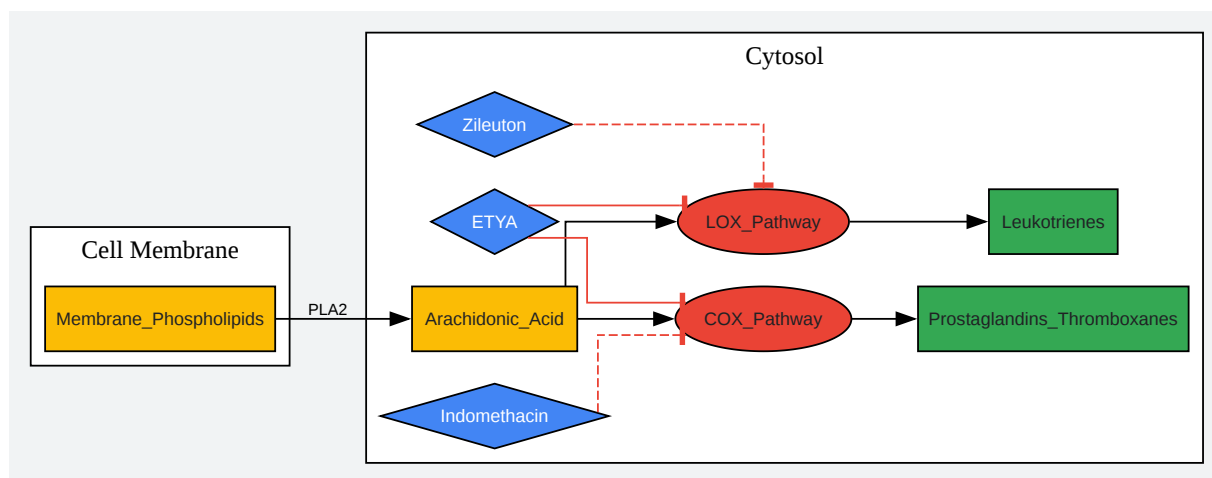 Cytosol
Zileuton
ETYA
LOX_Pathway
Leukotrienes
Cell Membrane
Membrane_Phospholipids
PLA2
Arachidonic_Acid
COX_Pathway
Prostaglandins_Thromboxanes
Indomethacin